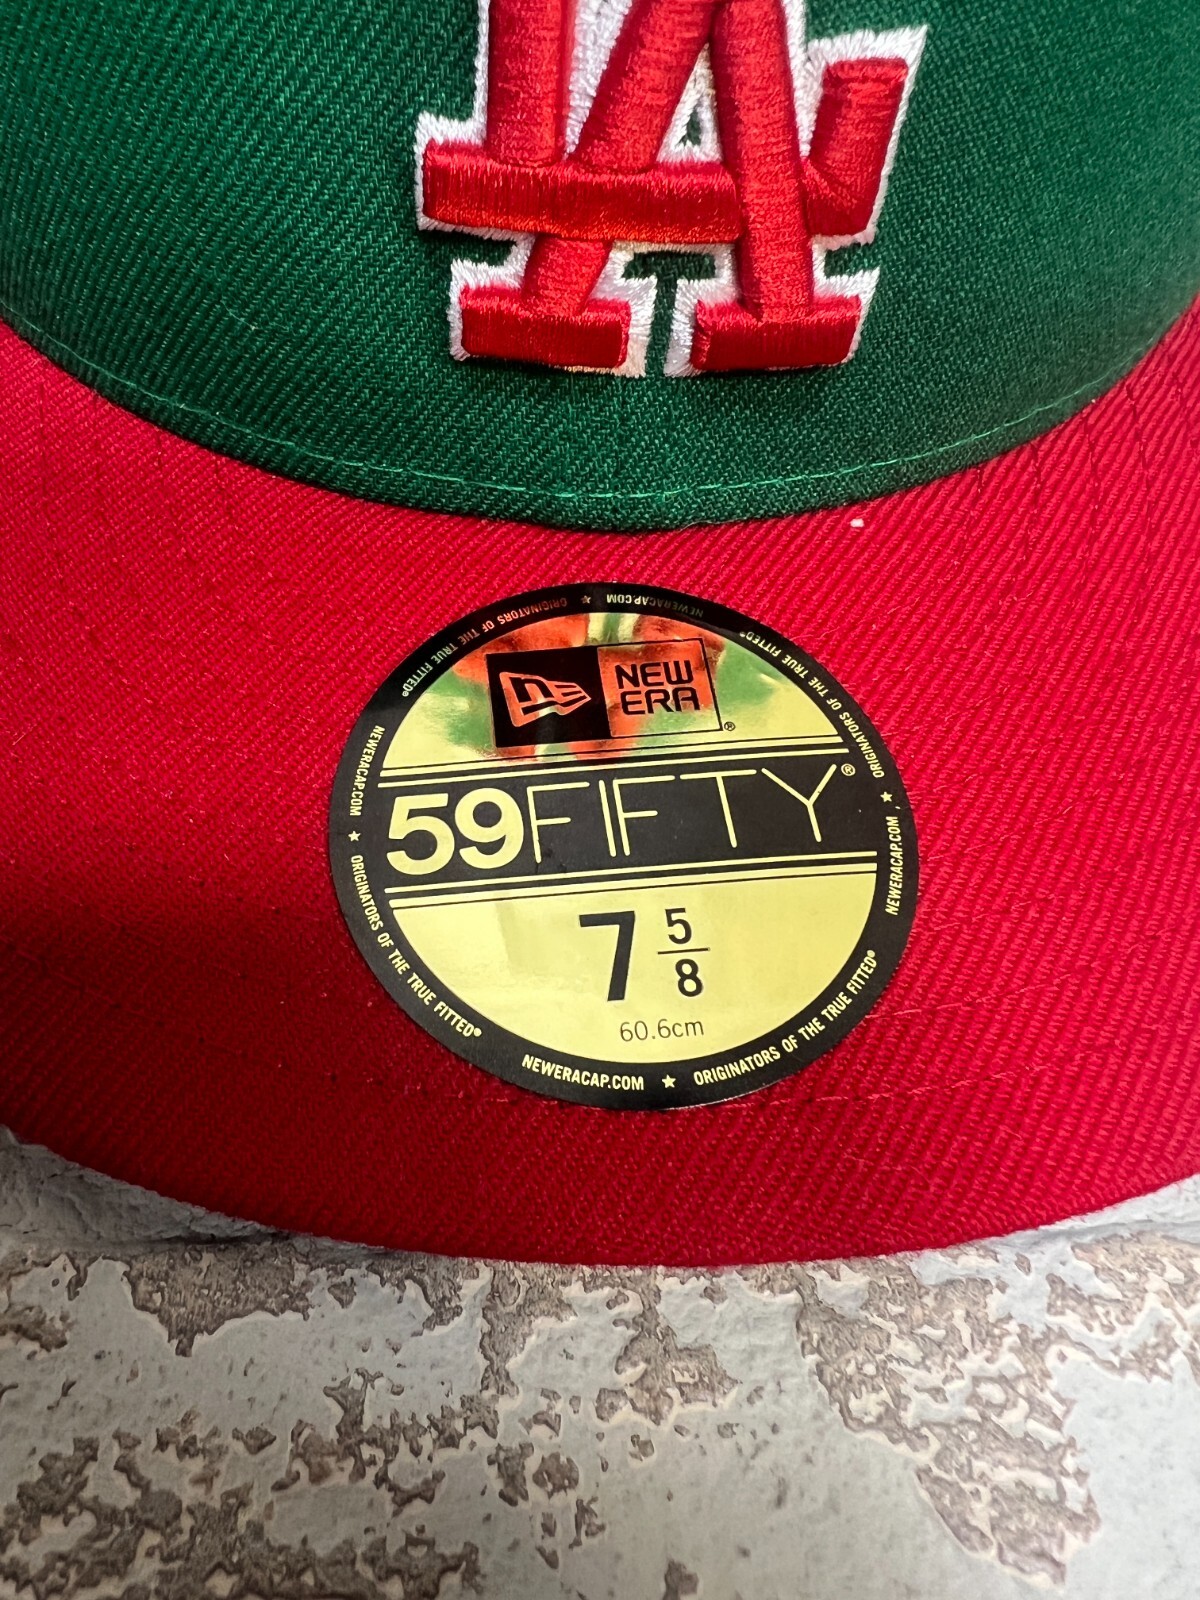 LA
NEW
ERA
®
59FIFTY®
7 5/8
60.6cm
NEWERACAP.COM ★ ORIGINATORS OF THE TRUE FITTED®
NEWERACAP.COM ★ ORIGINATORS OF THE TRUE FITTED®
NEWERACAP.COM ★ ORIGINATORS OF THE TRUE FITTED®
NEWERACAP.COM ★ ORIGINATORS OF THE TRUE FITTED®